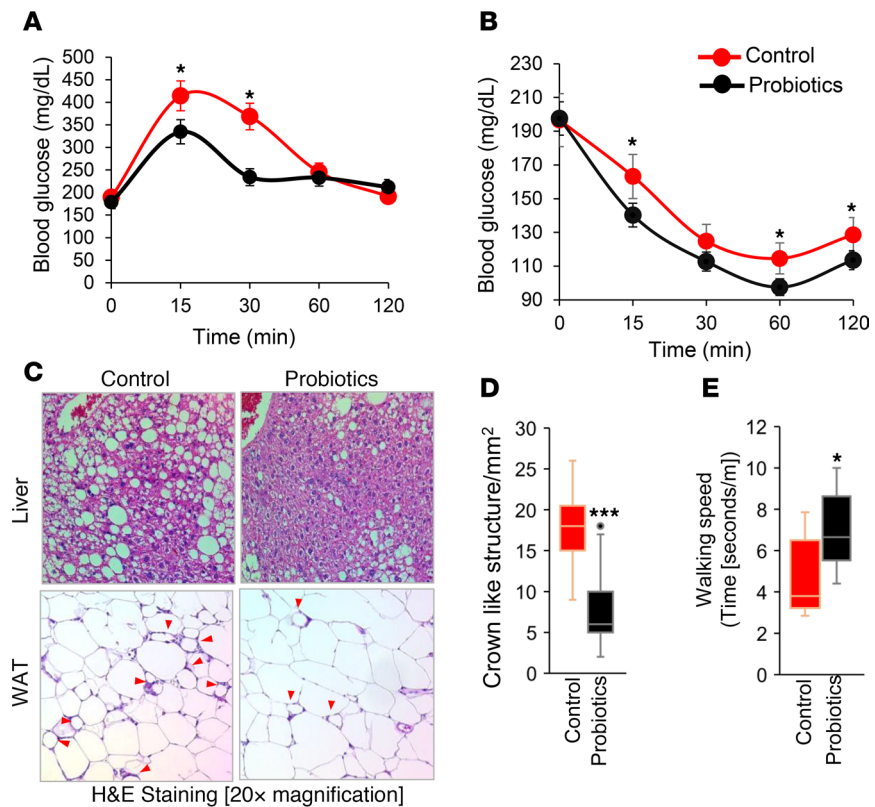 A
Blood glucose (mg/dL)
500
450
400
350
300
250
200
150
100
50
0
*
*
0
15
30
60
120
Time (min)
B
Control
Probiotics
Blood glucose (mg/dL)
230
210
190
170
150
130
110
90
*
*
*
0
15
30
60
120
Time (min)
C
Control
Probiotics
Liver
WAT
H&E Staining [20× magnification]
D
Crown like structure/mm²
30
25
20
15
10
5
0
***
Control
Probiotics
E
Walking speed
(Time [seconds/m])
12
10
8
6
4
2
0
*
Control
Probiotics